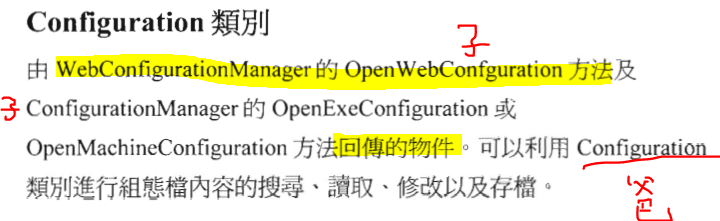 Configuration 類別
子
由 WebConfigurationManager 的 OpenWebConfguration 方法及
子 ConfigurationManager 的 OpenExeConfiguration 或
OpenMachineConfiguration 方法回傳的物件。可以利用 Configuration
類別進行組態檔內容的搜尋、讀取、修改以及存檔。